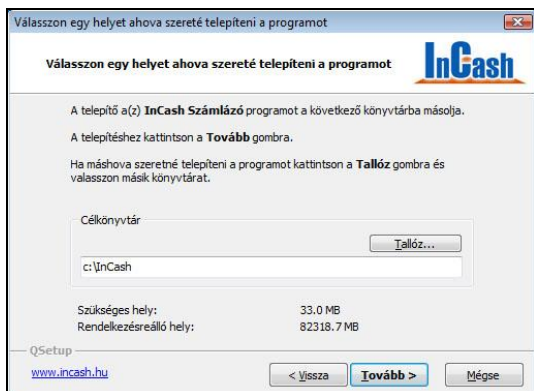 Válasszon egy helyet ahova szereté telepíteni a programot
Válasszon egy helyet ahova szereté telepíteni a programot
InCash
A telepítő a(z) InCash Számlázó programot a következő könyvtárba másolja.
A telepítéshez kattintson a Tovább gombra.
Ha máshova szeretné telepíteni a programot kattintson a Tallóz gombra és
valasszon másik könyvtárat.
Célkönyvtár
Tallóz...
c:\InCash
Szükséges hely: 33.0 MB
Rendelkezésreálló hely: 82318.7 MB
QSetup
www.incash.hu
< Vissza
Tovább >
Mégse